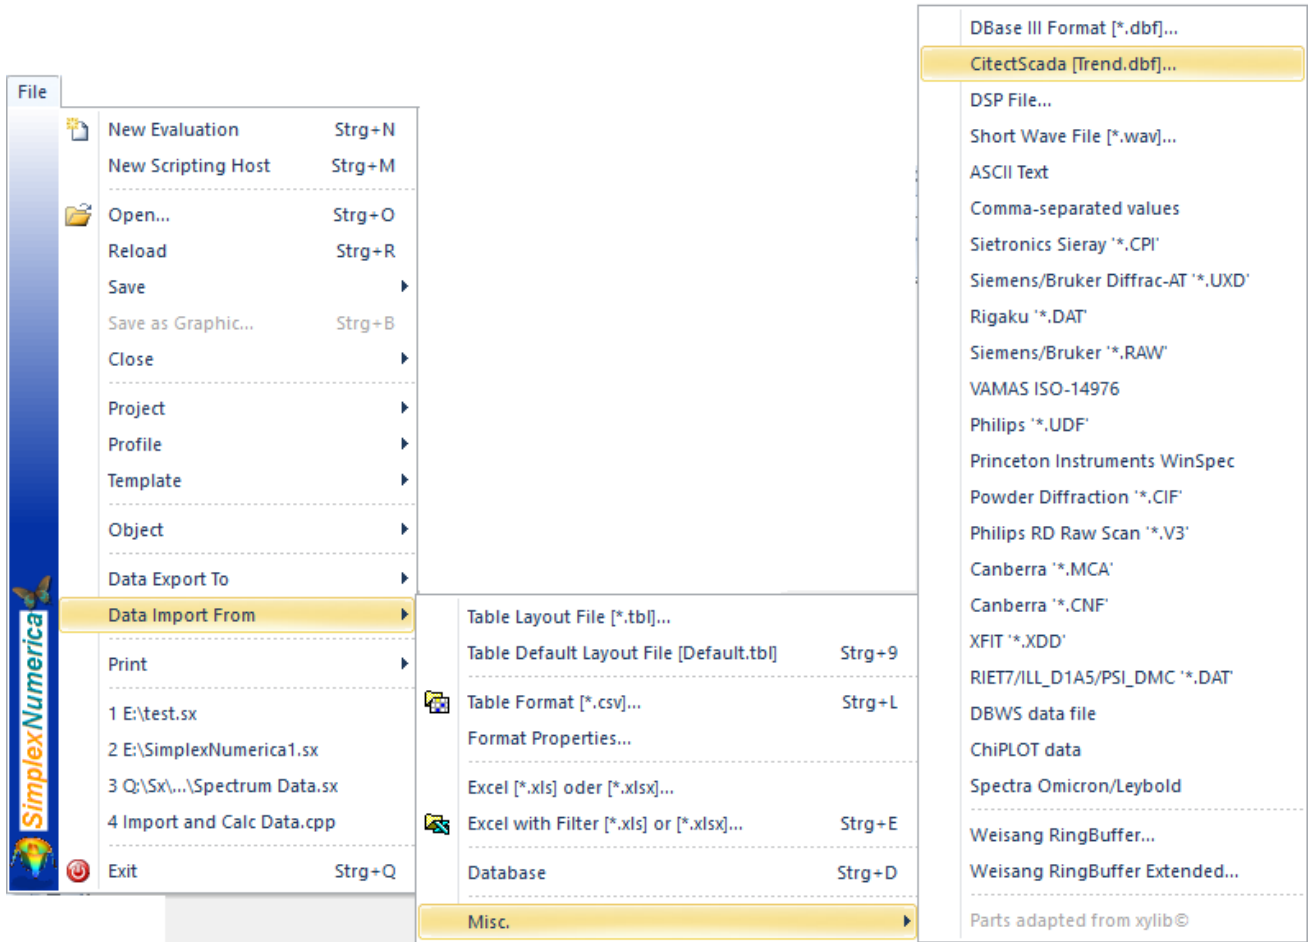 File
New Evaluation Strg+N
New Scripting Host Strg+M
Open... Strg+O
Reload Strg+R
Save
Save as Graphic... Strg+B
Close
Project
Profile
Template
Object
Data Export To
Data Import From
Print
1 E:\test.sx
2 E:\SimplexNumerica1.sx
3 Q:\Sx\...\Spectrum Data.sx
4 Import and Calc Data.cpp
Exit Strg+Q
SimplexNumerica
Table Layout File [*.tbl]...
Table Default Layout File [Default.tbl] Strg+9
Table Format [*.csv]... Strg+L
Format Properties...
Excel [*.xls] oder [*.xlsx]...
Excel with Filter [*.xls] or [*.xlsx]... Strg+E
Database Strg+D
Misc.
DBase III Format [*.dbf]...
CitectScada [Trend.dbf]...
DSP File...
Short Wave File [*.wav]...
ASCII Text
Comma-separated values
Sietronics Sieray '*.CPI'
Siemens/Bruker Diffrac-AT '*.UXD'
Rigaku '*.DAT'
Siemens/Bruker '*.RAW'
VAMAS ISO-14976
Philips '*.UDF'
Princeton Instruments WinSpec
Powder Diffraction '*.CIF'
Philips RD Raw Scan '*.V3'
Canberra '*.MCA'
Canberra '*.CNF'
XFIT '*.XDD'
RIET7/ILL_D1A5/PSI_DMC '*.DAT'
DBWS data file
ChiPLOT data
Spectra Omicron/Leybold
Weisang RingBuffer...
Weisang RingBuffer Extended...
Parts adapted from xylib©